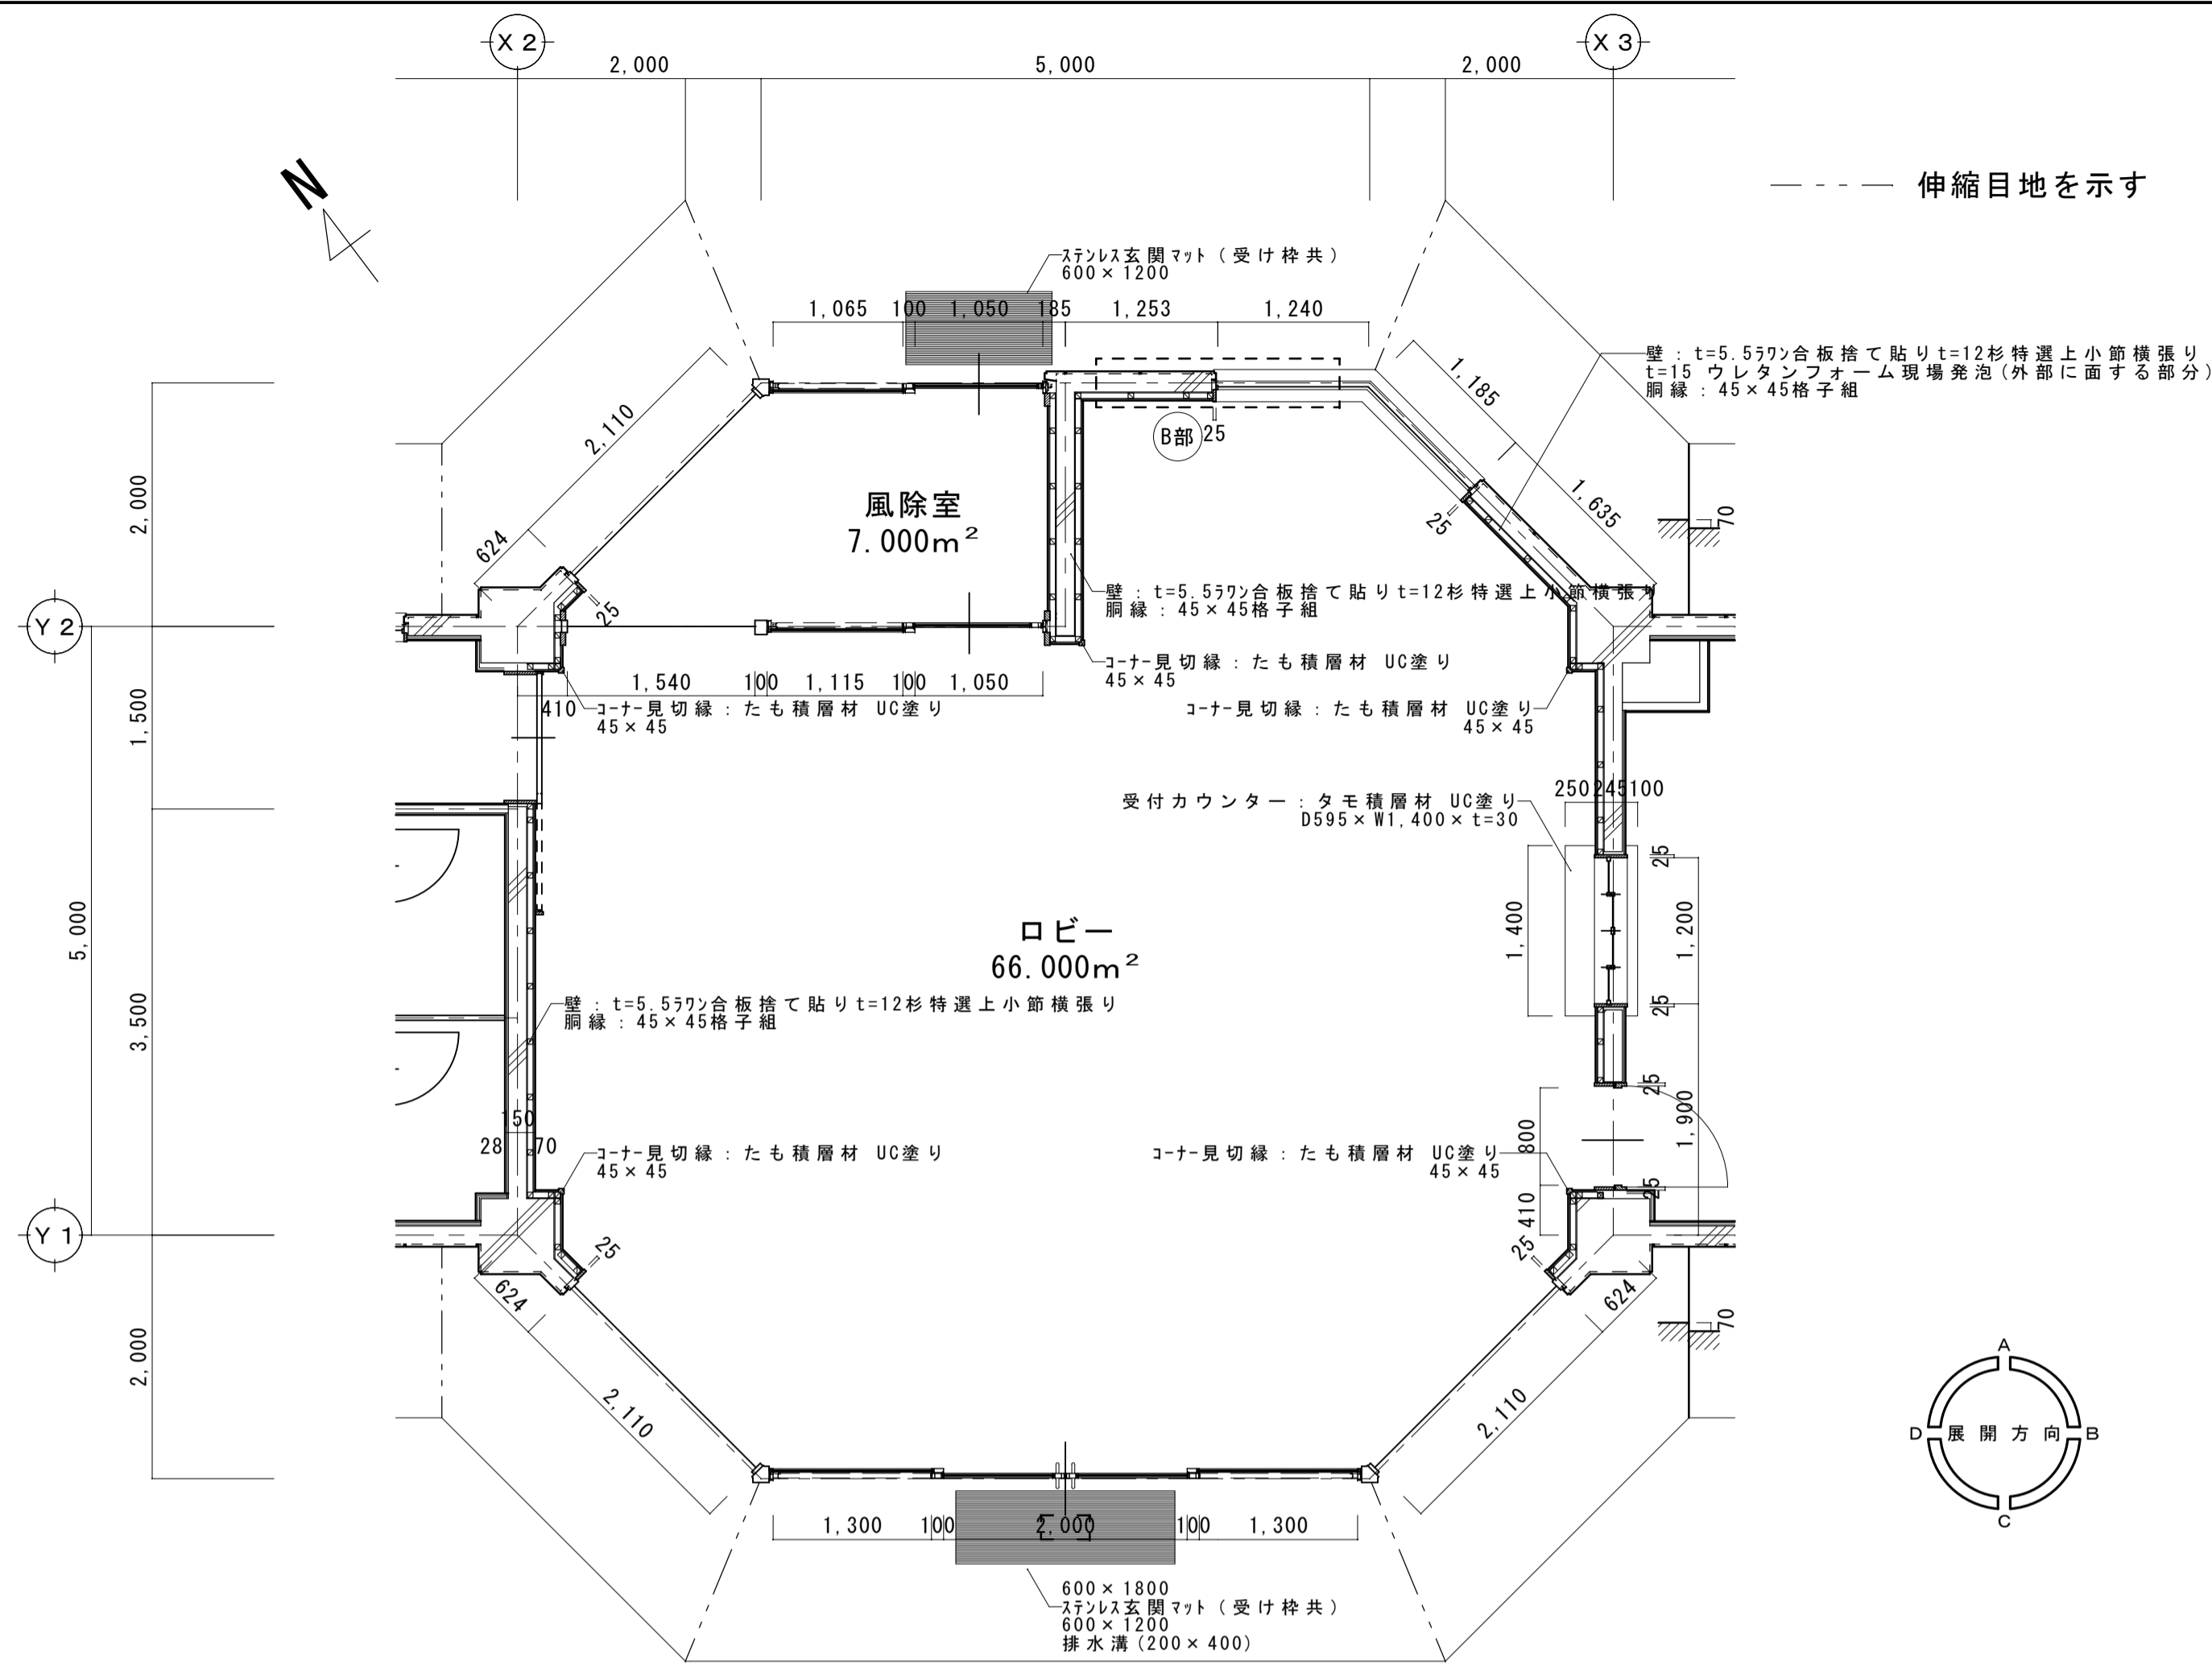 X 2
X 3
2,000
5,000
2,000
N
伸縮目地を示す
ステンレス玄関マット（受け枠共）
600×1200
1,065
100
1,050
185
1,253
1,240
壁：t=5.5ラワン合板捨て貼りt=12杉特選上小節横張り
t=15 ウレタンフォーム現場発泡(外部に面する部分)
胴縁：45×45格子組
1,185
2,110
B部
25
2,000
風除室
7.000m²
1,635
25
70
624
25
壁：t=5.5ラワン合板捨て貼りt=12杉特選上小節横張り
胴縁：45×45格子組
Y 2
コーナー見切縁：たも積層材 UC塗り
45×45
1,540
100
1,115
100
1,050
410
コーナー見切縁：たも積層材 UC塗り
45×45
コーナー見切縁：たも積層材 UC塗り
45×45
1,500
受付カウンター：タモ積層材 UC塗り
D595×W1,400×t=30
250
245
100
25
5,000
1,400
1,200
ロビー
66.000m²
3,500
25
壁：t=5.5ラワン合板捨て貼りt=12杉特選上小節横張り
胴縁：45×45格子組
25
1,900
800
150
28
70
コーナー見切縁：たも積層材 UC塗り
45×45
コーナー見切縁：たも積層材 UC塗り
45×45
410
Y 1
25
25
624
624
70
2,000
2,110
2,110
A
D
展開方向
B
C
1,300
100
2,000
100
1,300
600×1800
ステンレス玄関マット（受け枠共）
600×1200
排水溝(200×400)